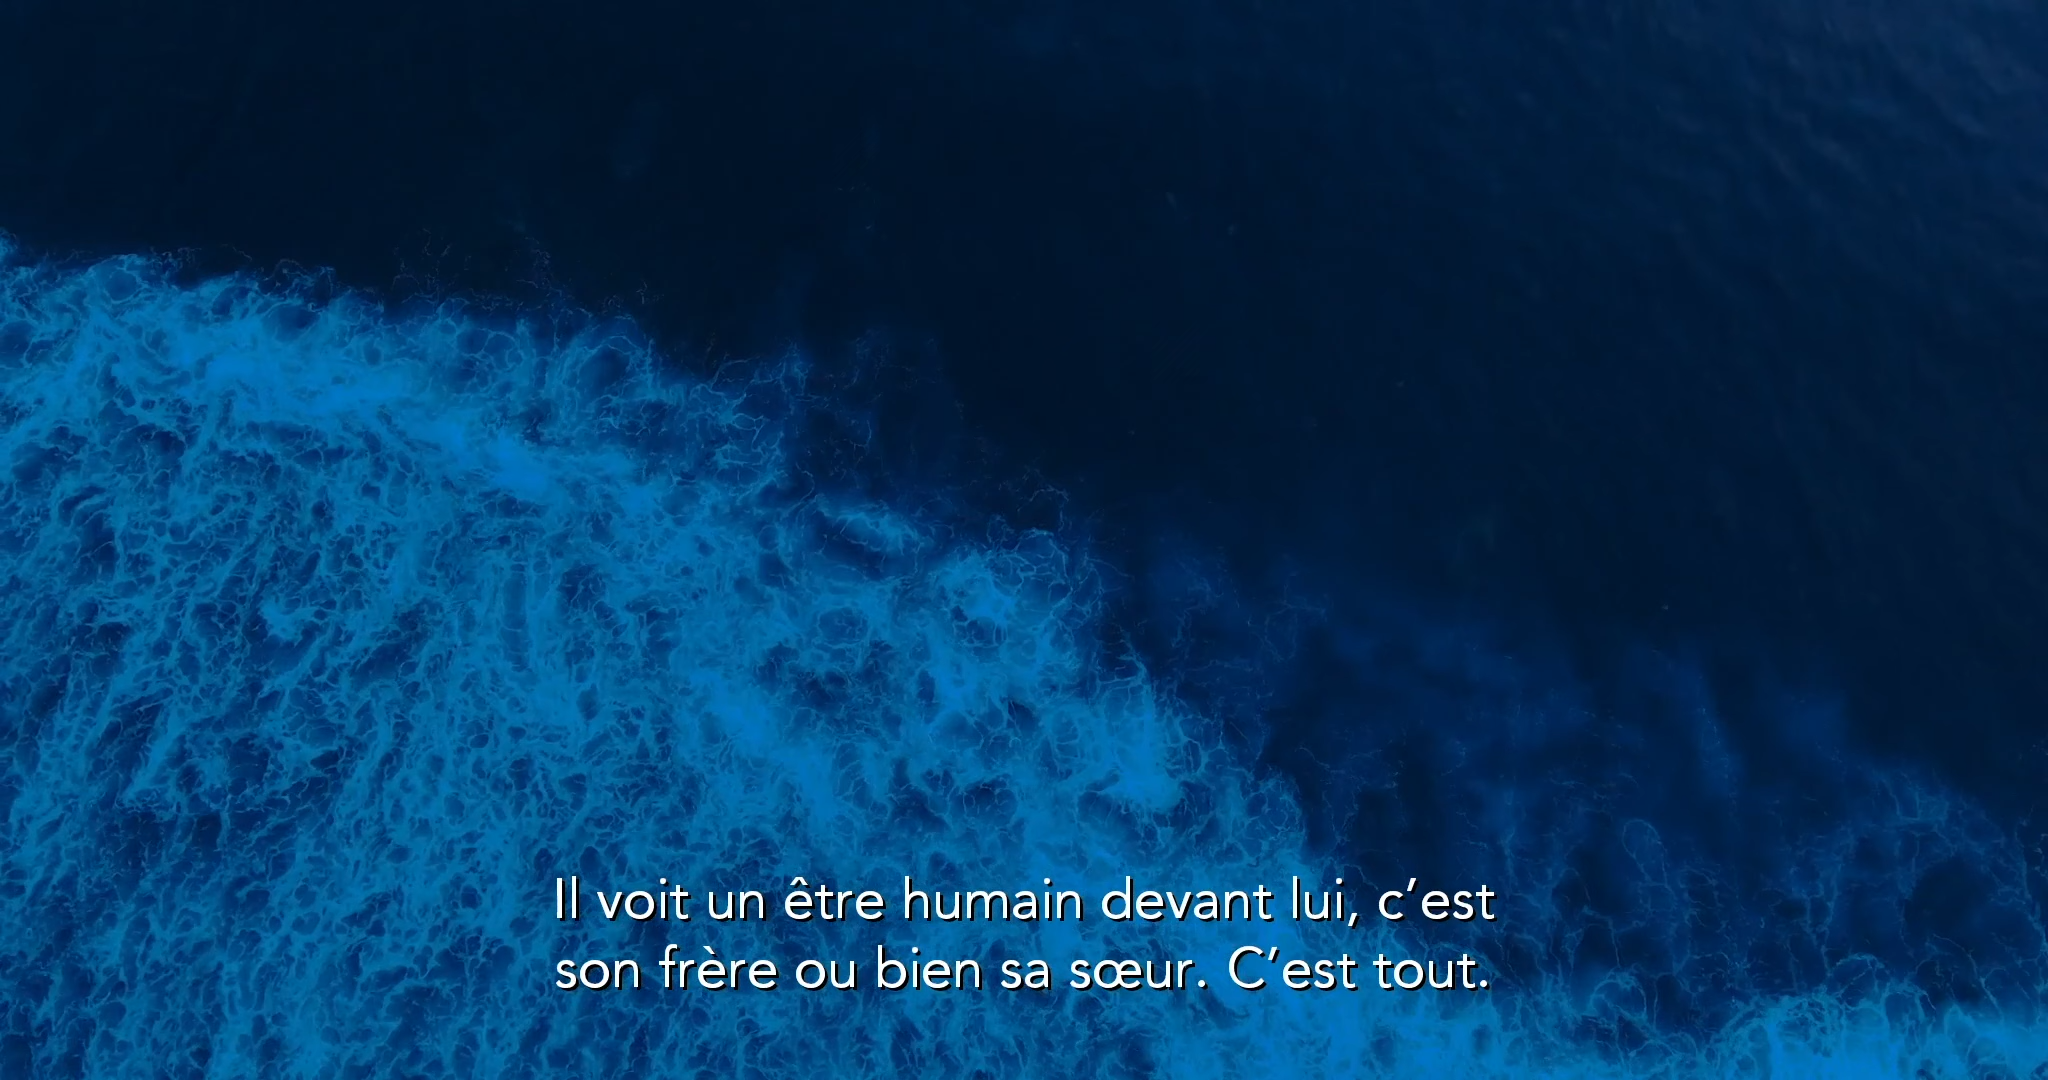 Il voit un être humain devant lui, c’est
son frère ou bien sa sœur. C’est tout.